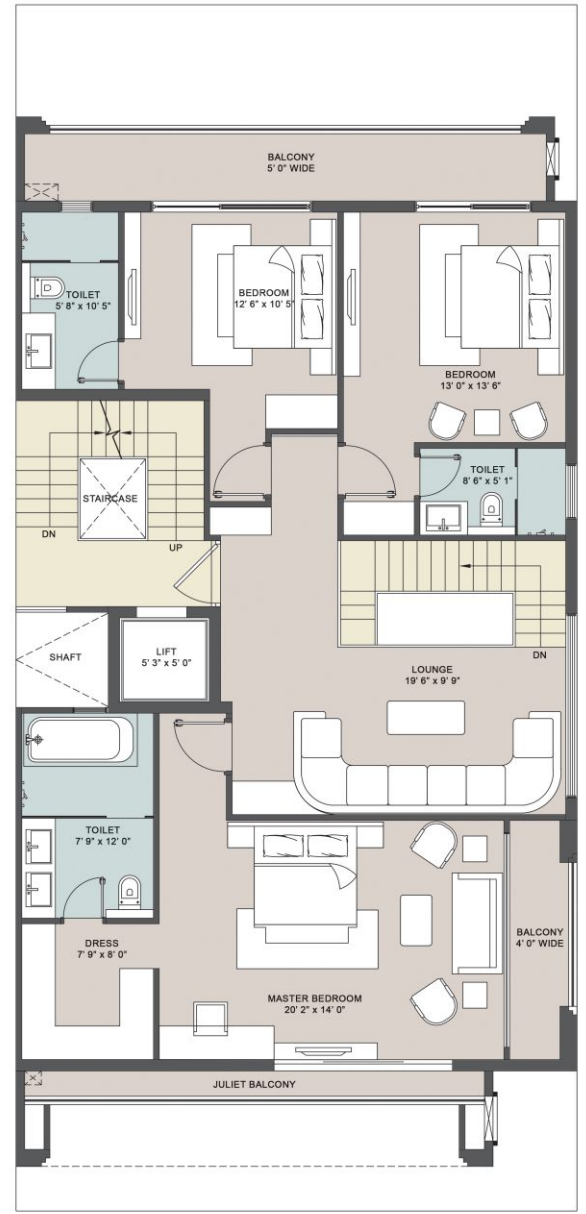 BALCONY
5' 0" WIDE
TOILET
5' 8" x 10' 5"
BEDROOM
12' 6" x 10' 5"
BEDROOM
13' 0" x 13' 6"
TOILET
8' 6" x 5' 1"
STAIRCASE
DN
UP
SHAFT
LIFT
5' 3" x 5' 0"
LOUNGE
19' 6" x 9' 9"
DN
TOILET
7' 9" x 12' 0"
DRESS
7' 9" x 8' 0"
MASTER BEDROOM
20' 2" x 14' 0"
BALCONY
4' 0" WIDE
JULIET BALCONY